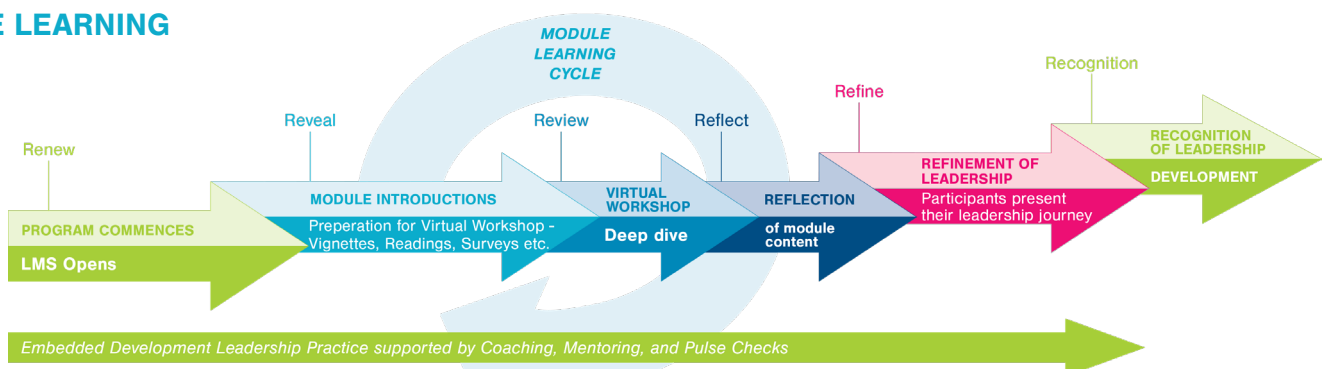 E LEARNING
MODULE
LEARNING
CYCLE
Renew
Reveal
Review
Reflect
Refine
Recognition
PROGRAM COMMENCES
LMS Opens
MODULE INTRODUCTIONS
Preparation for Virtual Workshop -
Vignettes, Readings, Surveys etc.
VIRTUAL
WORKSHOP
Deep dive
REFLECTION
of module
content
REFINEMENT OF
LEADERSHIP
Participants present
their leadership journey
RECOGNITION
OF LEADERSHIP
DEVELOPMENT
Embedded Development Leadership Practice supported by Coaching, Mentoring, and Pulse Checks